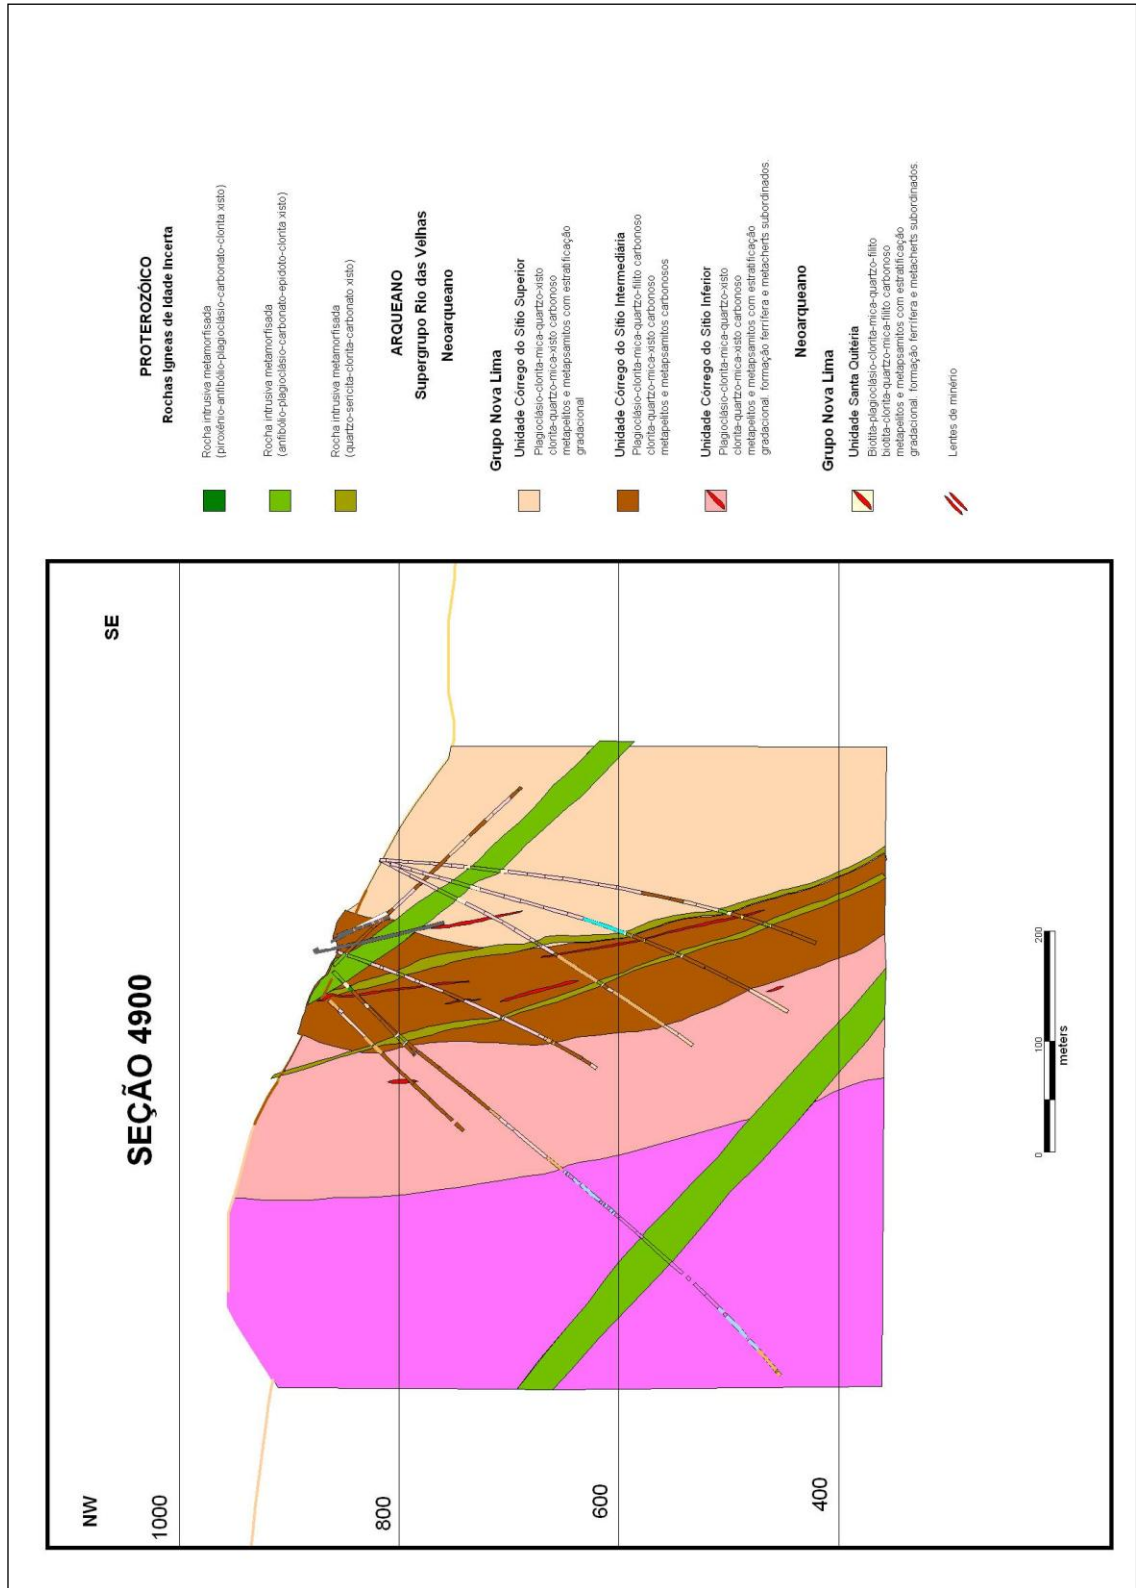 SEÇÃO 4900
NW
SE
1000
800
600
400
0
100
200
meters
PROTEROZÓICO
Rochas Igneas de Idade Incerta
Rocha intrusiva metamorfisada
(piroxênio-anfibólio-plagioclásio-carbonato-clorita xisto)
Rocha intrusiva metamorfisada
(anfibólio-plagioclásio-carbonato-epidoto-clorita xisto)
Rocha intrusiva metamorfisada
(quartzo-sericita-clorita-carbonato xisto)
ARQUEANO
Supergrupo Rio das Velhas
Neoarqueano
Grupo Nova Lima
Unidade Córrego do Sítio Superior
Plagioclásio-clorita-mica-quartzo-xisto
clorita-quartzo-mica-xisto carbonoso
metapelitos e metapsamitos com estratificação
gradacional
Unidade Córrego do Sítio Intermediária
Plagioclásio-clorita-mica-quartzo-filito carbonoso
clorita-quartzo-mica-xisto carbonoso
metapelitos e metapsamitos carbonosos
Unidade Córrego do Sítio Inferior
Plagioclásio-clorita-mica-quartzo-xisto
clorita-quartzo-mica-xisto carbonoso
metapelitos e metapsamitos com estratificação
gradacional. formação ferrífera e metacherts subordinados.
Neoarqueano
Grupo Nova Lima
Unidade Santa Quitéria
Biotita-plagioclásio-clorita-mica-quartzo-filito
biotita-clorita-quartzo-mica-filito carbonoso
metapelitos e metapsamitos com estratificação
gradacional. formação ferrífera e metacherts subordinados.
Lentes de minério